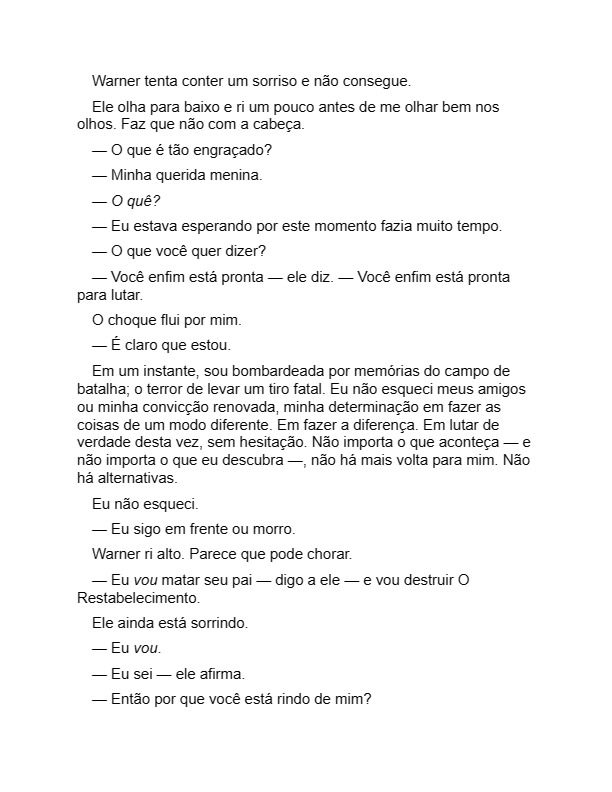 Warner tenta conter um sorriso e não consegue.
Ele olha para baixo e ri um pouco antes de me olhar bem nos
olhos. Faz que não com a cabeça.
— O que é tão engraçado?
— Minha querida menina.
— O quê?
— Eu estava esperando por este momento fazia muito tempo.
— O que você quer dizer?
— Você enfim está pronta — ele diz. — Você enfim está pronta
para lutar.
O choque flui por mim.
— É claro que estou.
Em um instante, sou bombardeada por memórias do campo de
batalha; o terror de levar um tiro fatal. Eu não esqueci meus amigos
ou minha convicção renovada, minha determinação em fazer as
coisas de um modo diferente. Em fazer a diferença. Em lutar de
verdade desta vez, sem hesitação. Não importa o que aconteça — e
não importa o que eu descubra —, não há mais volta para mim. Não
há alternativas.
Eu não esqueci.
— Eu sigo em frente ou morro.
Warner ri alto. Parece que pode chorar.
— Eu vou matar seu pai — digo a ele — e vou destruir O
Restabelecimento.
Ele ainda está sorrindo.
— Eu vou.
— Eu sei — ele afirma.
— Então por que você está rindo de mim?